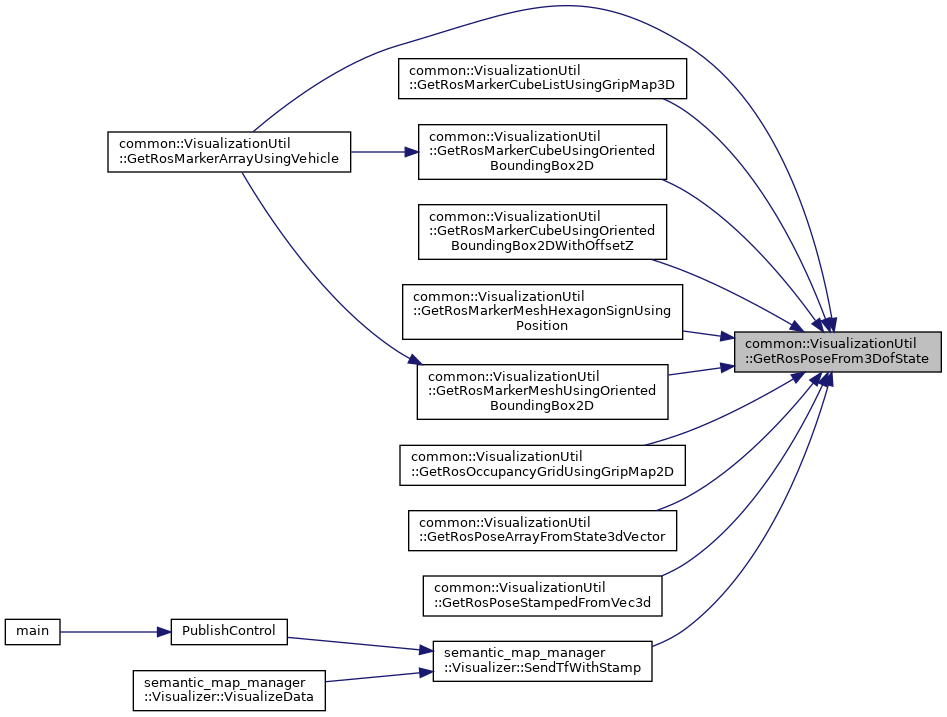 common::VisualizationUtil
::GetRosMarkerCubeListUsingGripMap3D
common::VisualizationUtil
::GetRosMarkerArrayUsingVehicle
common::VisualizationUtil
::GetRosMarkerCubeUsingOriented
BoundingBox2D
common::VisualizationUtil
::GetRosMarkerCubeUsingOriented
BoundingBox2DWithOffsetZ
common::VisualizationUtil
::GetRosMarkerMeshHexagonSignUsing
Position
common::VisualizationUtil
::GetRosPoseFrom3DofState
common::VisualizationUtil
::GetRosMarkerMeshUsingOriented
BoundingBox2D
common::VisualizationUtil
::GetRosOccupancyGridUsingGripMap2D
common::VisualizationUtil
::GetRosPoseArrayFromState3dVector
common::VisualizationUtil
::GetRosPoseStampedFromVec3d
main
PublishControl
semantic_map_manager
::Visualizer::SendTfWithStamp
semantic_map_manager
::Visualizer::VisualizeData